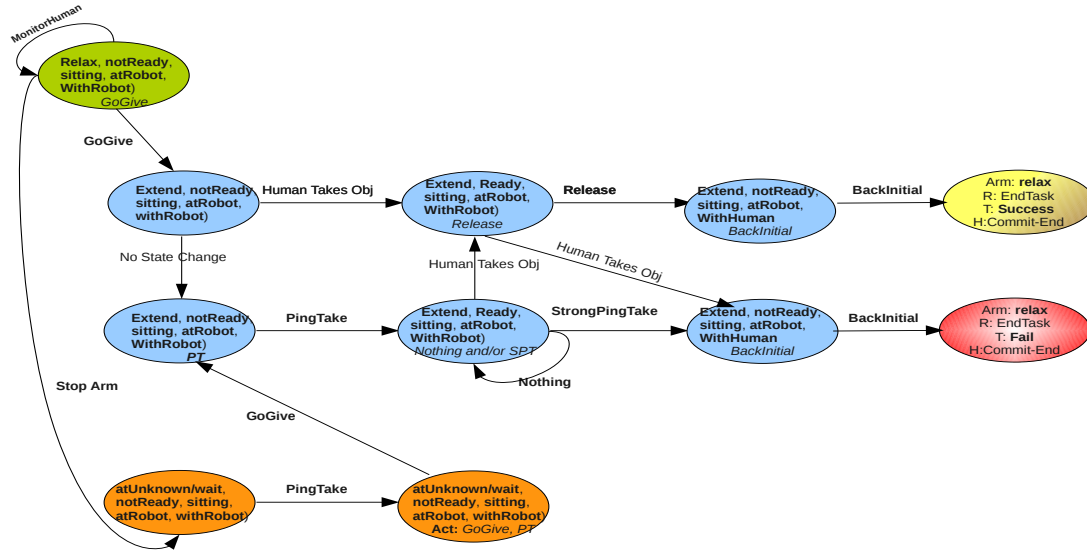 MonitorHuman
Relax, notReady,
sitting, atRobot,
WithRobot)
GoGive
GoGive
Extend, notReady
sitting, atRobot,
withRobot)
Human Takes Obj
Extend, Ready,
sitting, atRobot,
WithRobot)
Release
Release
Extend, notReady,
sitting, atRobot,
WithHuman
BackInitial
BackInitial
Arm: relax
R: EndTask
T: Success
H:Commit-End
No State Change
Human Takes Obj
Human Takes Obj
Extend, notReady
sitting, atRobot,
WithRobot)
PT
PingTake
Extend, Ready,
sitting, atRobot,
WithRobot)
Nothing and/or SPT
StrongPingTake
Nothing
Extend, notReady,
sitting, atRobot,
WithHuman
BackInitial
BackInitial
Arm: relax
R: EndTask
T: Fail
H:Commit-End
Stop Arm
GoGive
atUnknown/wait,
notReady, sitting,
atRobot, withRobot)
PingTake
atUnknown/wait,
notReady, sitting,
atRobot, withRobot)
Act: GoGive, PT